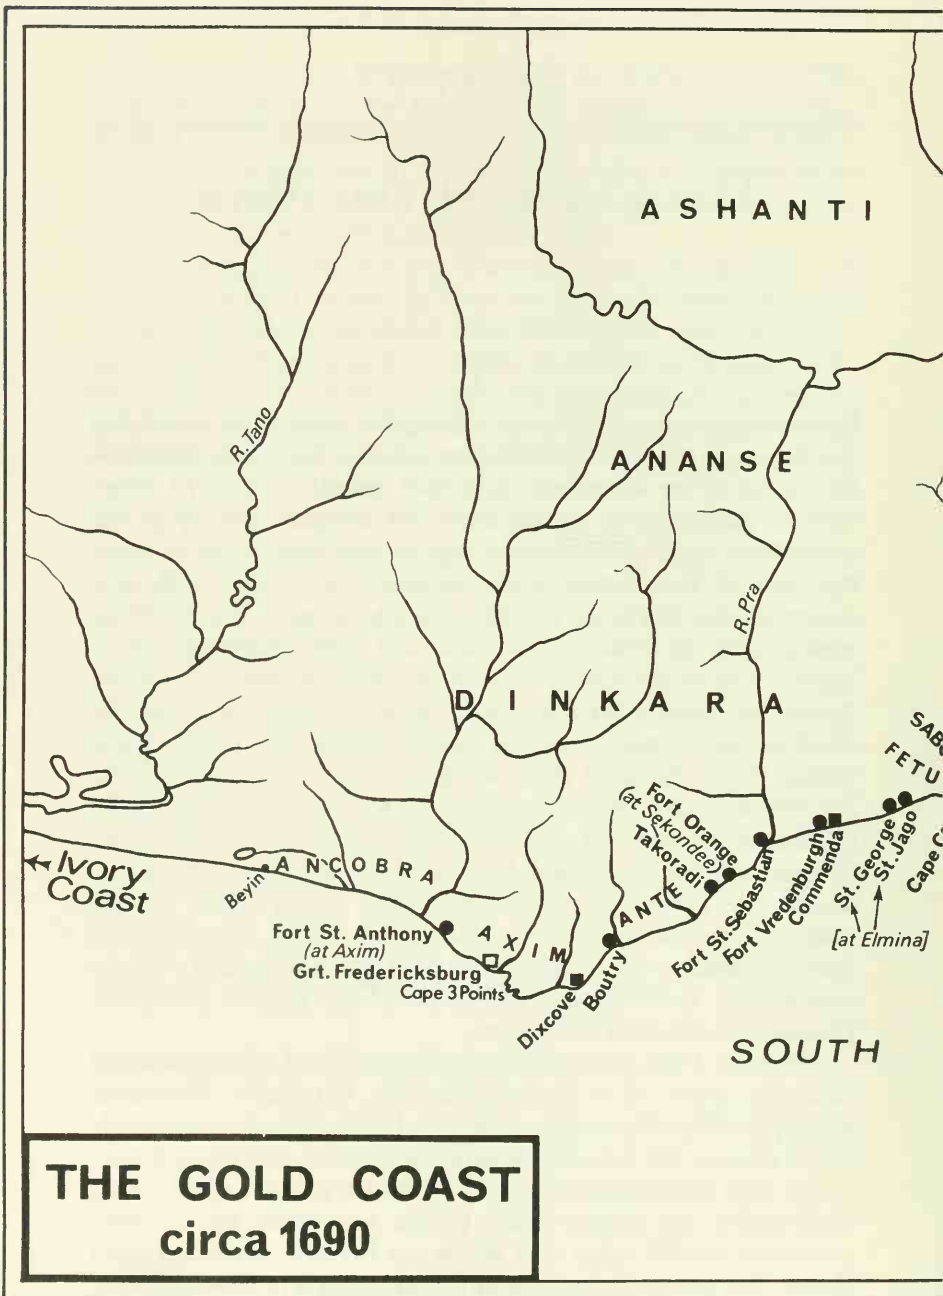 ASHANTI
R. Tano
ANANSE
R. Pra
DINKARA
FETU
Fort Orange
(at Sekondee)
Takoradi
Ivory
Coast
Beyin
ANCOBRA
ANTE
Fort St. Sebastian
Fort Vredenburgh
Commenda
St. George
St. Jago
[at Elmina]
Cape
Fort St. Anthony
(at Axim)
AXIM
Grt. Fredericksburg
Cape 3 Points
Dixcove
Boutry
SOUTH
THE GOLD COAST
circa 1690